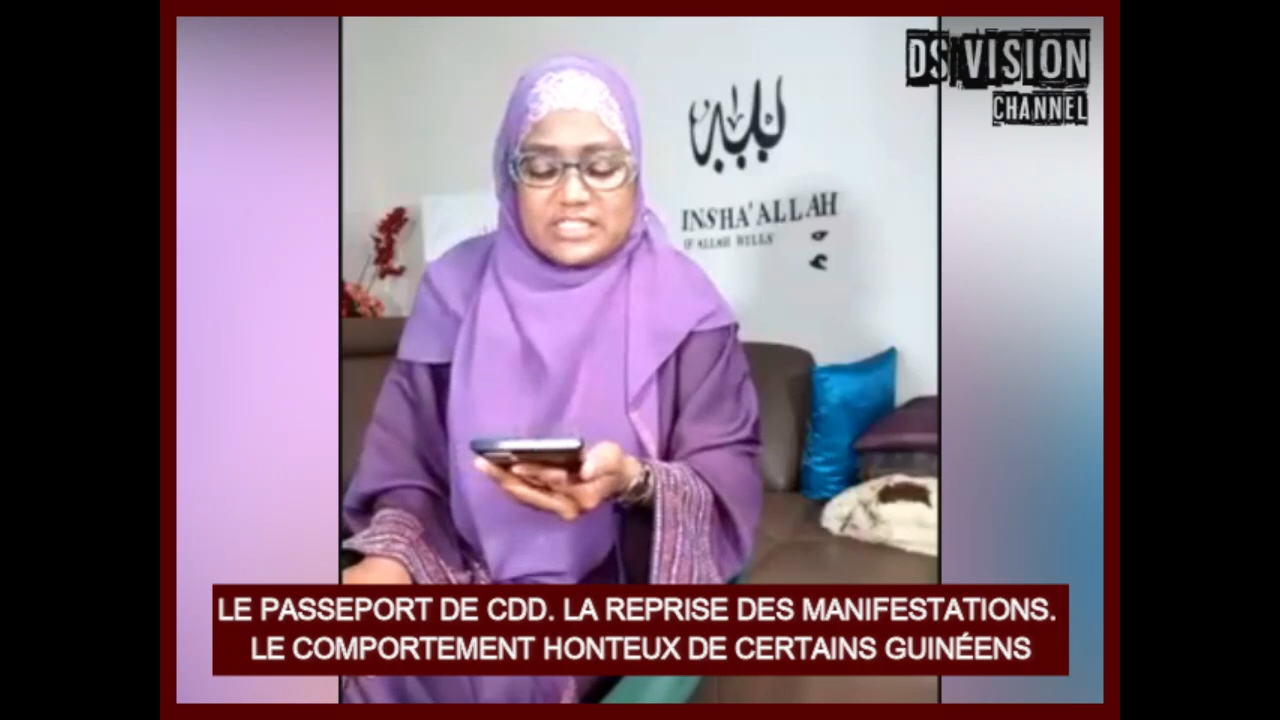 DS VISION
CHANNEL
INSHA'ALLAH
IF ALLAH WILLS
LE PASSEPORT DE CDD. LA REPRISE DES MANIFESTATIONS.
LE COMPORTEMENT HONTEUX DE CERTAINS GUINÉENS